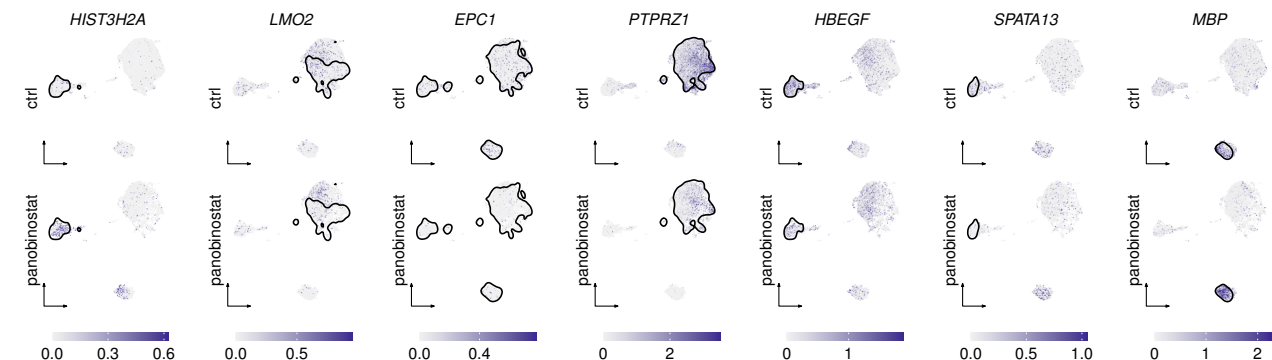 HIST3H2A LMO2 EPC1 PTPRZ1 HBEGF SPATA13 MBP
ctrl ctrl ctrl ctrl ctrl ctrl ctrl
panobinostat panobinostat panobinostat panobinostat panobinostat panobinostat panobinostat
0.0 0.3 0.6 0.0 0.5 0.0 0.4 0 2 0 1 0.0 0.5 1.0 0 1 2